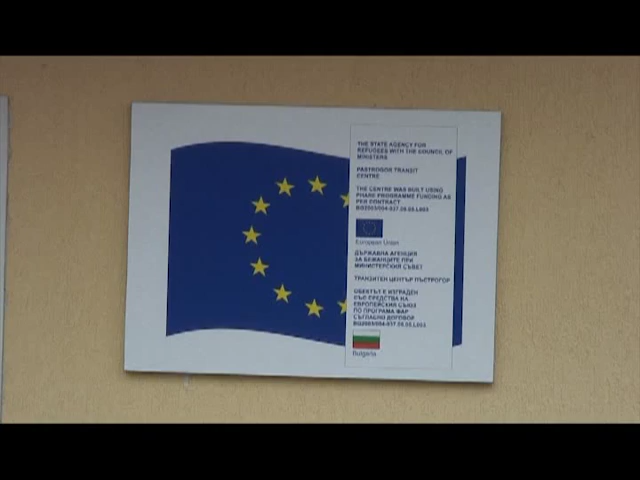 THE STATE AGENCY FOR
REFUGEES WITH THE COUNCIL OF
MINISTERS
PASTROGOR TRANSIT
CENTRE
THE CENTRE WAS BUILT USING
PHARE PROGRAMME FUNDING AS
PER CONTRACT
European Union
ДЪРЖАВНА АГЕНЦИЯ
ЗА БЕЖАНЦИТЕ ПРИ
МИНИСТЕРСКИЯ СЪВЕТ
ТРАНЗИТЕН ЦЕНТЪР ПЪСТРОГОР
ОБЕКТЪТ Е ИЗГРАДЕН
СЪС СРЕДСТВА НА
ЕВРОПЕЙСКИЯ СЪЮЗ
ПО ПРОГРАМА ФАР
СЪГЛАСНО ДОГОВОР
Bulgaria